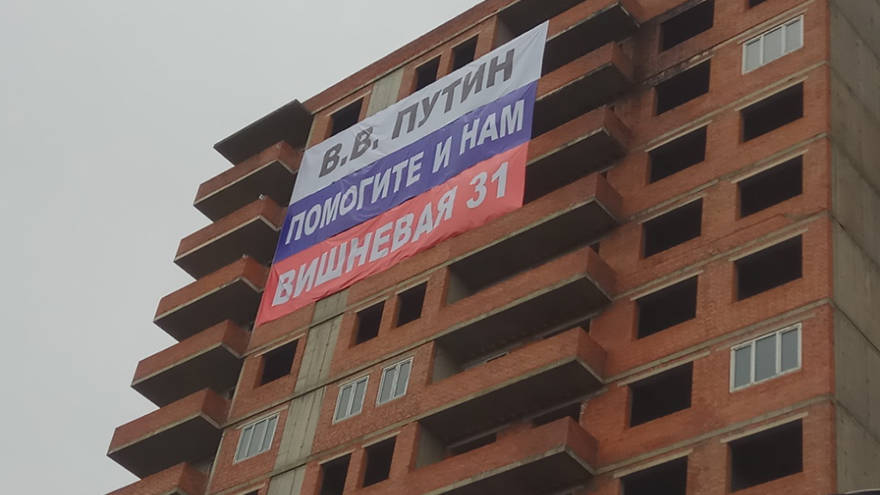 В.В. ПУТИН
ПОМОГИТЕ И НАМ
ВИШНЕВАЯ 31